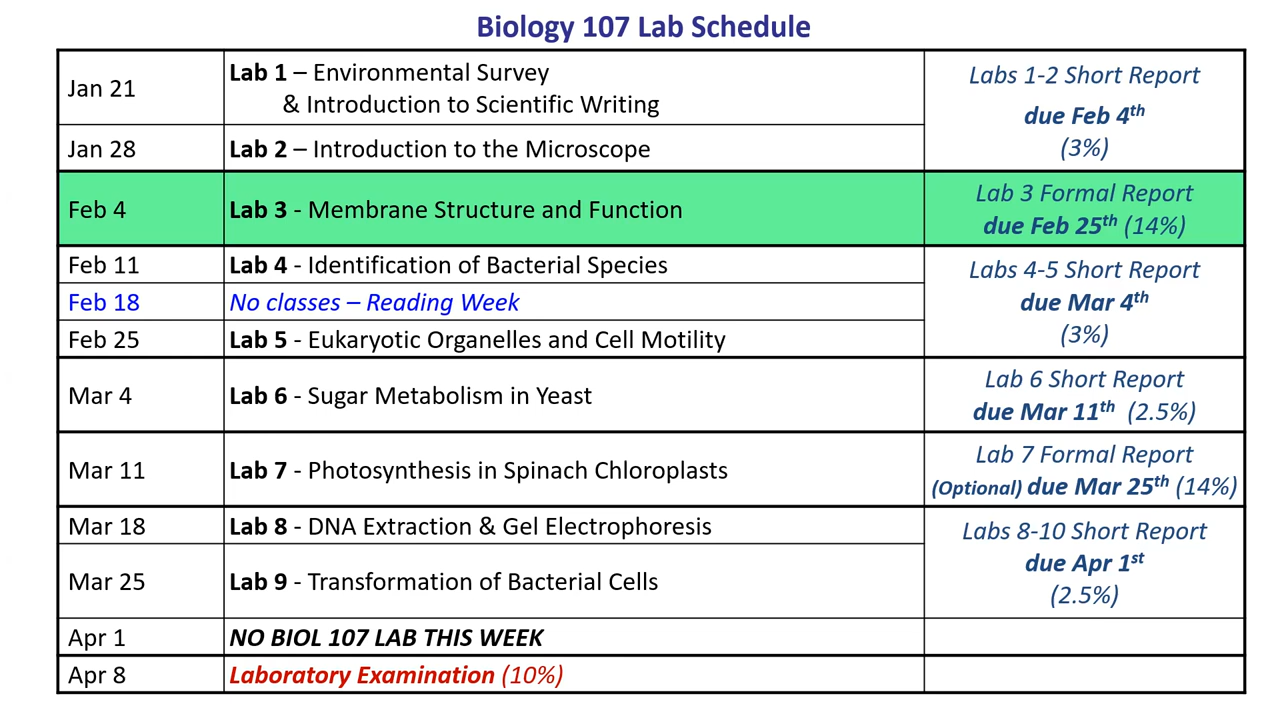 Biology 107 Lab Schedule
Jan 21
Lab 1 – Environmental Survey
& Introduction to Scientific Writing
Labs 1-2 Short Report
due Feb 4th
(3%)
Jan 28
Lab 2 – Introduction to the Microscope
Feb 4
Lab 3 - Membrane Structure and Function
Lab 3 Formal Report
due Feb 25th (14%)
Feb 11
Lab 4 - Identification of Bacterial Species
Labs 4-5 Short Report
due Mar 4th
(3%)
Feb 18
No classes – Reading Week
Feb 25
Lab 5 - Eukaryotic Organelles and Cell Motility
Mar 4
Lab 6 - Sugar Metabolism in Yeast
Lab 6 Short Report
due Mar 11th (2.5%)
Mar 11
Lab 7 - Photosynthesis in Spinach Chloroplasts
Lab 7 Formal Report
(Optional) due Mar 25th (14%)
Mar 18
Lab 8 - DNA Extraction & Gel Electrophoresis
Labs 8-10 Short Report
due Apr 1st
(2.5%)
Mar 25
Lab 9 - Transformation of Bacterial Cells
Apr 1
NO BIOL 107 LAB THIS WEEK
Apr 8
Laboratory Examination (10%)